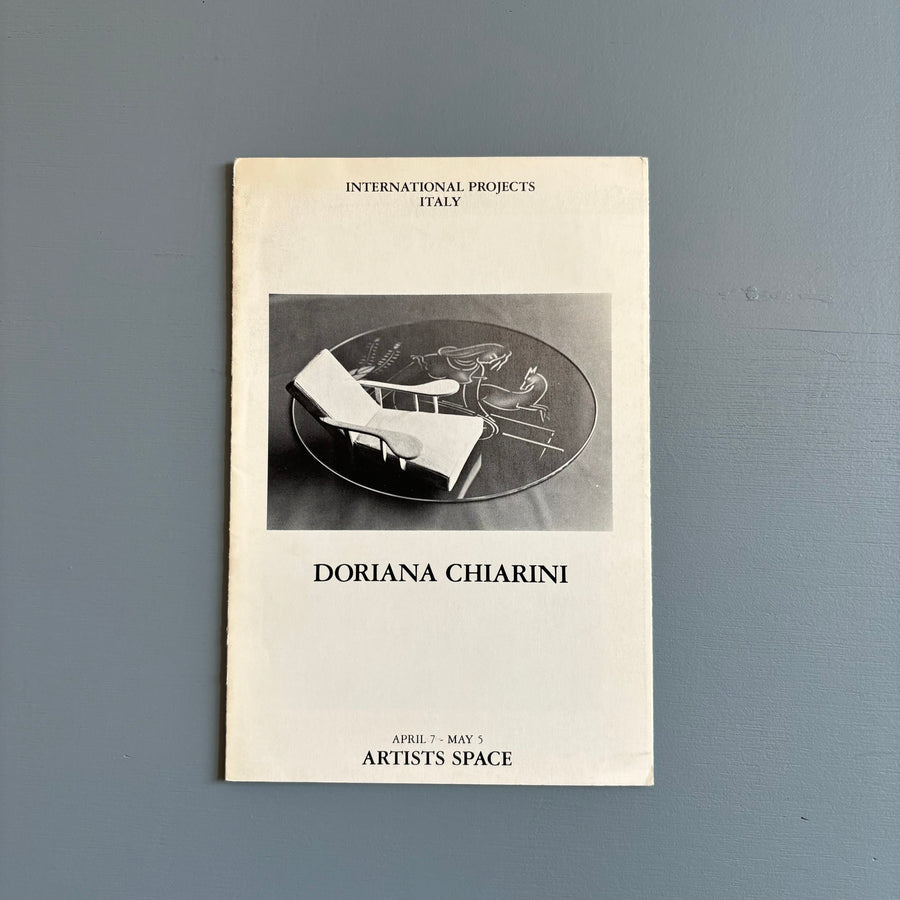 INTERNATIONAL PROJECTS
ITALY
DORIANA CHIARINI
APRIL 7 - MAY 5
ARTISTS SPACE